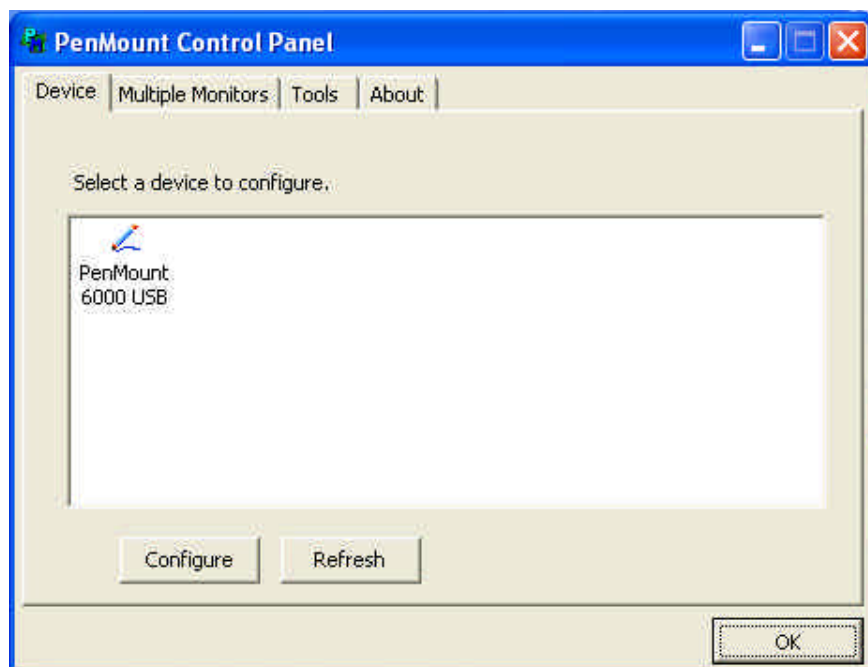 PenMount Control Panel
Device
Multiple Monitors
Tools
About
Select a device to configure.
PenMount
6000 USB
Configure
Refresh
OK